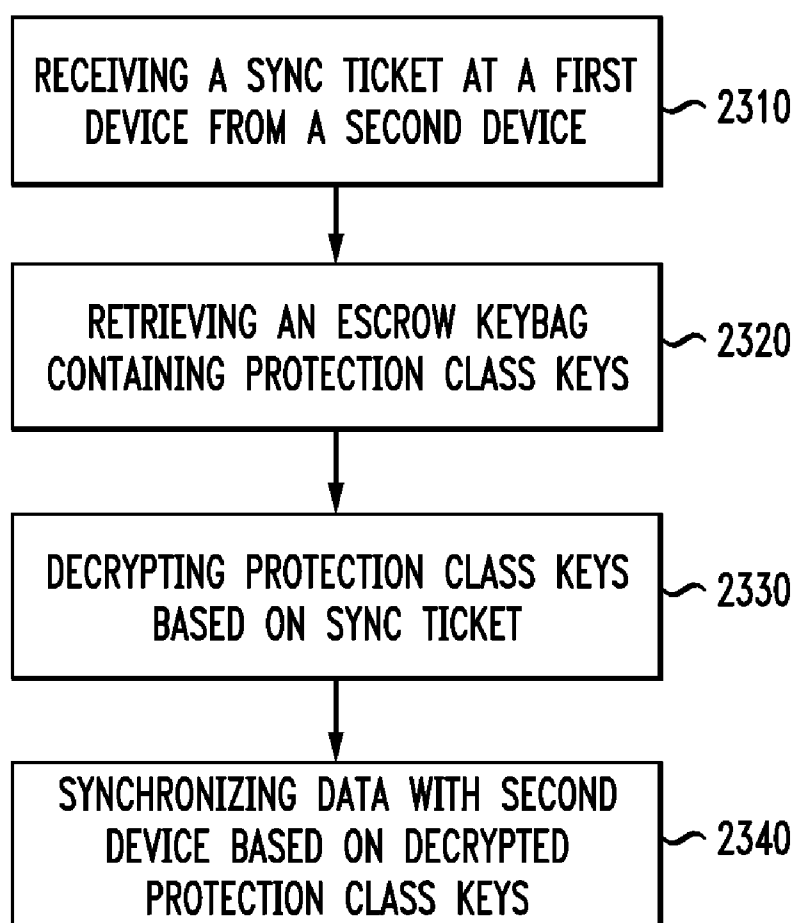 RECEIVING A SYNC TICKET AT A FIRST
DEVICE FROM A SECOND DEVICE
2310
RETRIEVING AN ESCROW KEYBAG
CONTAINING PROTECTION CLASS KEYS
2320
DECRYPTING PROTECTION CLASS KEYS
BASED ON SYNC TICKET
2330
SYNCHRONIZING DATA WITH SECOND
DEVICE BASED ON DECRYPTED
PROTECTION CLASS KEYS
2340